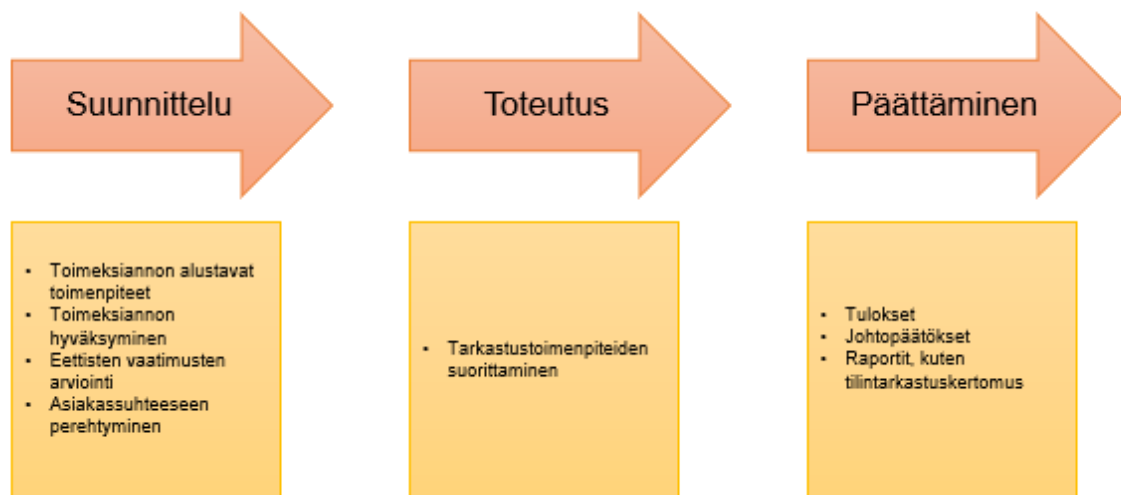 Suunnittelu
Toteutus
Päättäminen
▪ Toimeksiannon alustavat
toimenpiteet
▪ Toimeksiannon
hyväksyminen
▪ Eettisten vaatimusten
arviointi
▪ Asiakassuhteeseen
perehtyminen
▪ Tarkastustoimenpiteiden
suorittaminen
▪ Tulokset
▪ Johtopäätökset
▪ Raportit, kuten
tilintarkastuskertomus